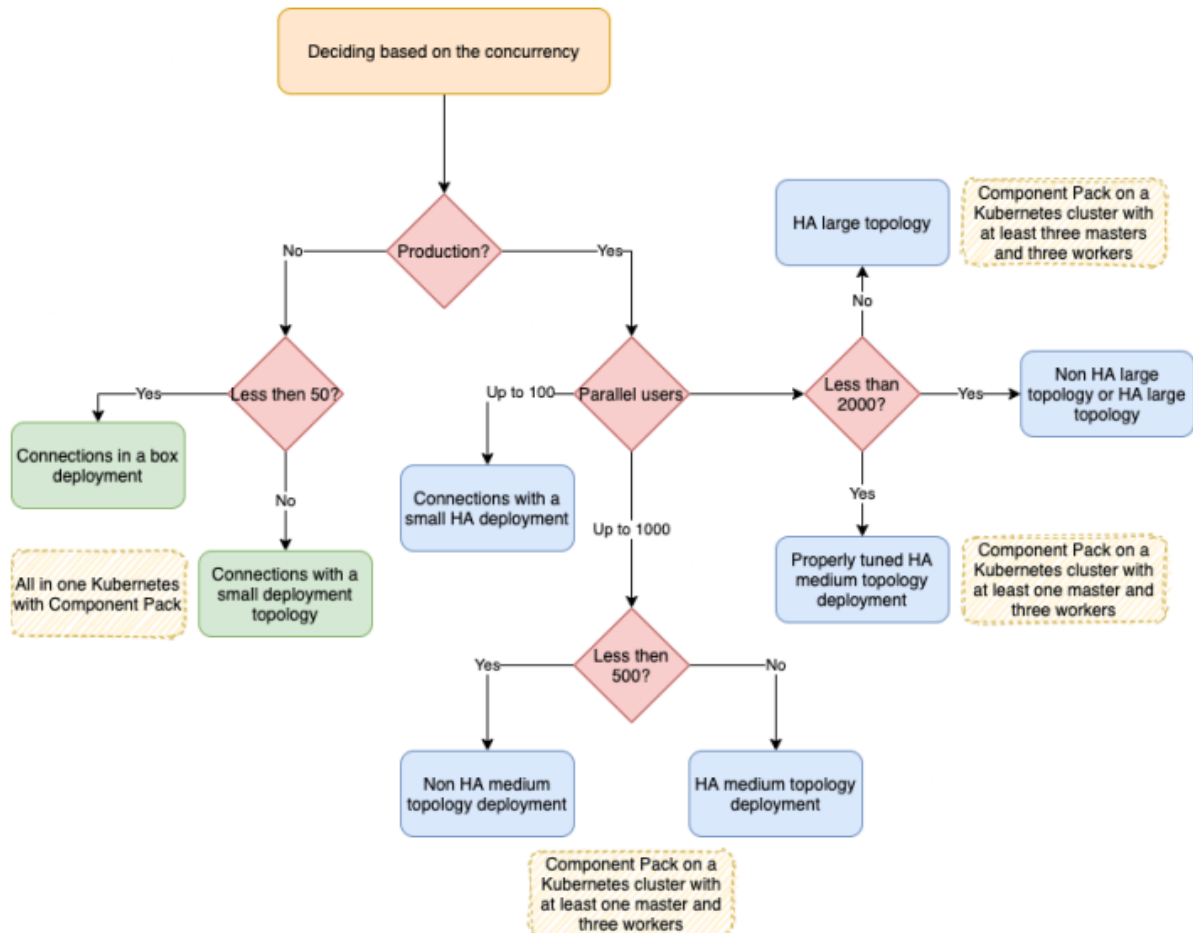 Deciding based on the concurrency
Production?
No
Yes
HA large topology
Component Pack on a
Kubernetes cluster with
at least three masters
and three workers
No
Less then 50?
Yes
Parallel users
Up to 100
Less than
2000?
Yes
Non HA large
topology or HA large
topology
Connections in a box
deployment
No
Connections with a
small HA deployment
Up to 1000
Yes
All in one Kubernetes
with Component Pack
Connections with a
small deployment
topology
Properly tuned HA
medium topology
deployment
Component Pack on a
Kubernetes cluster with
at least one master and
three workers
Less then
500?
Yes
No
Non HA medium
topology deployment
HA medium topology
deployment
Component Pack on a
Kubernetes cluster with
at least one master and
three workers